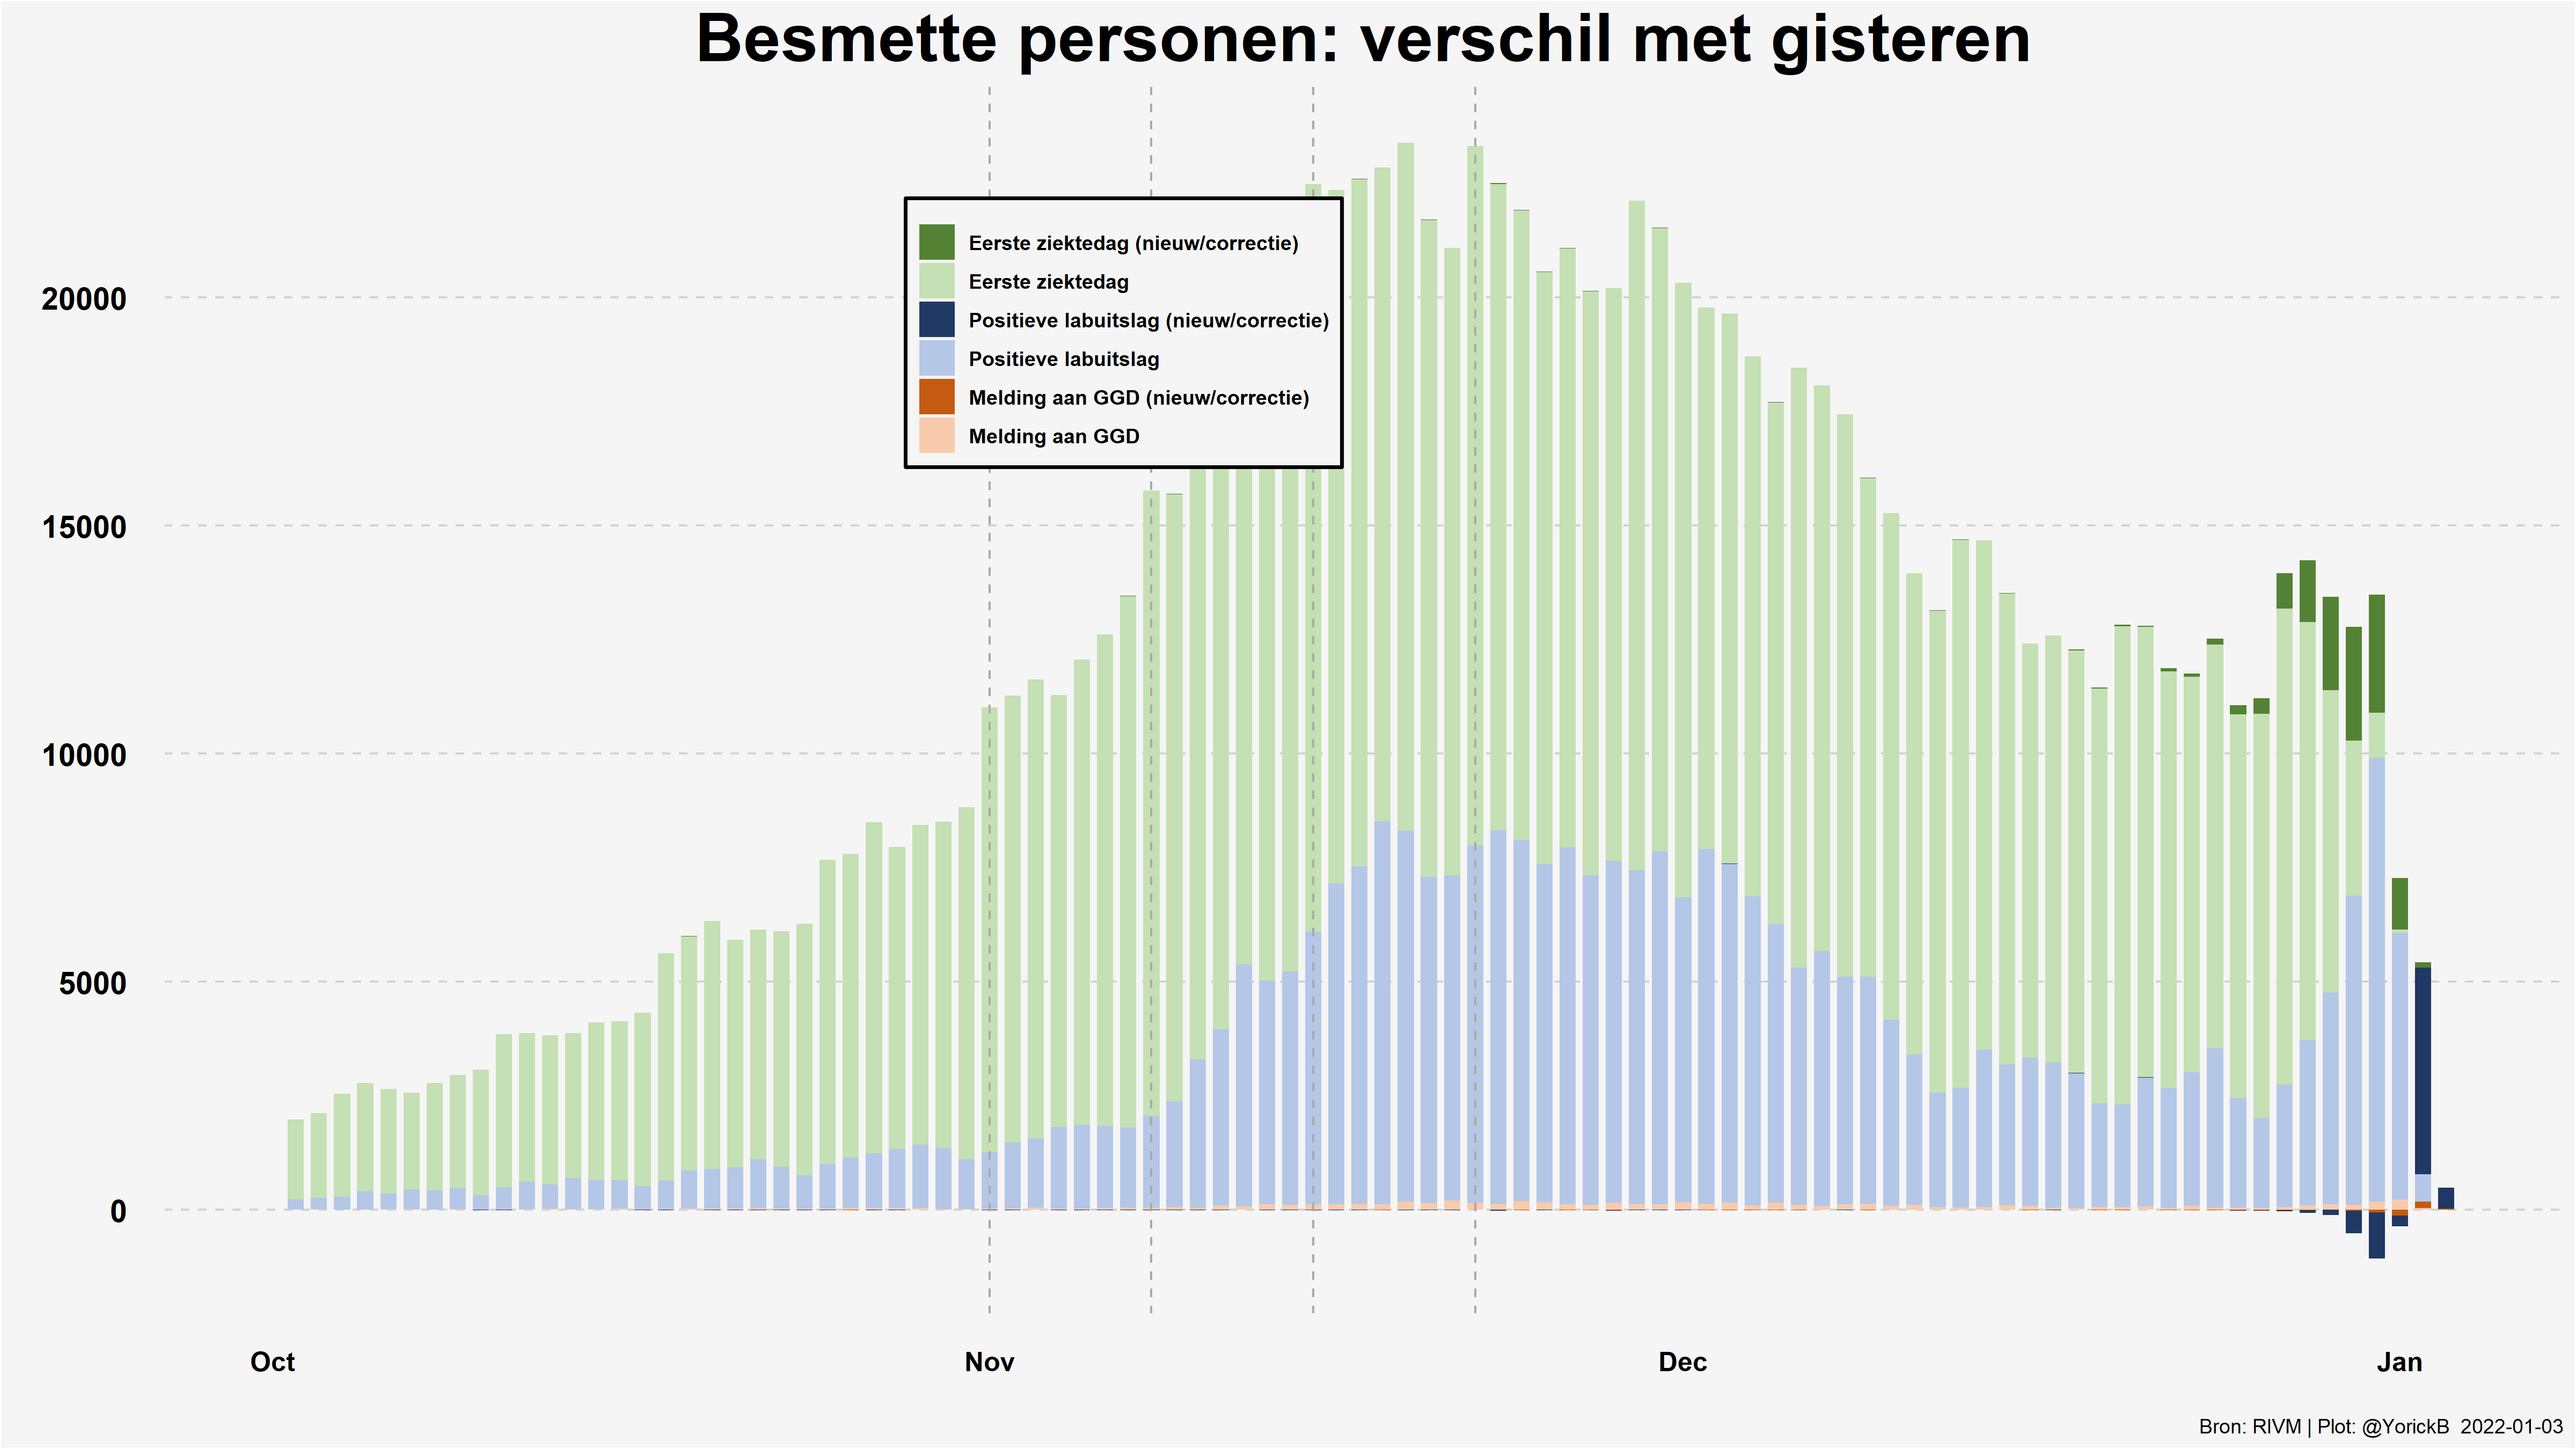 Besmette personen: verschil met gisteren
Eerste ziektedag (nieuw/correctie)
Eerste ziektedag
Positieve labuitslag (nieuw/correctie)
Positieve labuitslag
Melding aan GGD (nieuw/correctie)
Melding aan GGD
20000
15000
10000
5000
0
Oct Nov Dec Jan
Bron: RIVM | Plot: @YorickB 2022-01-03